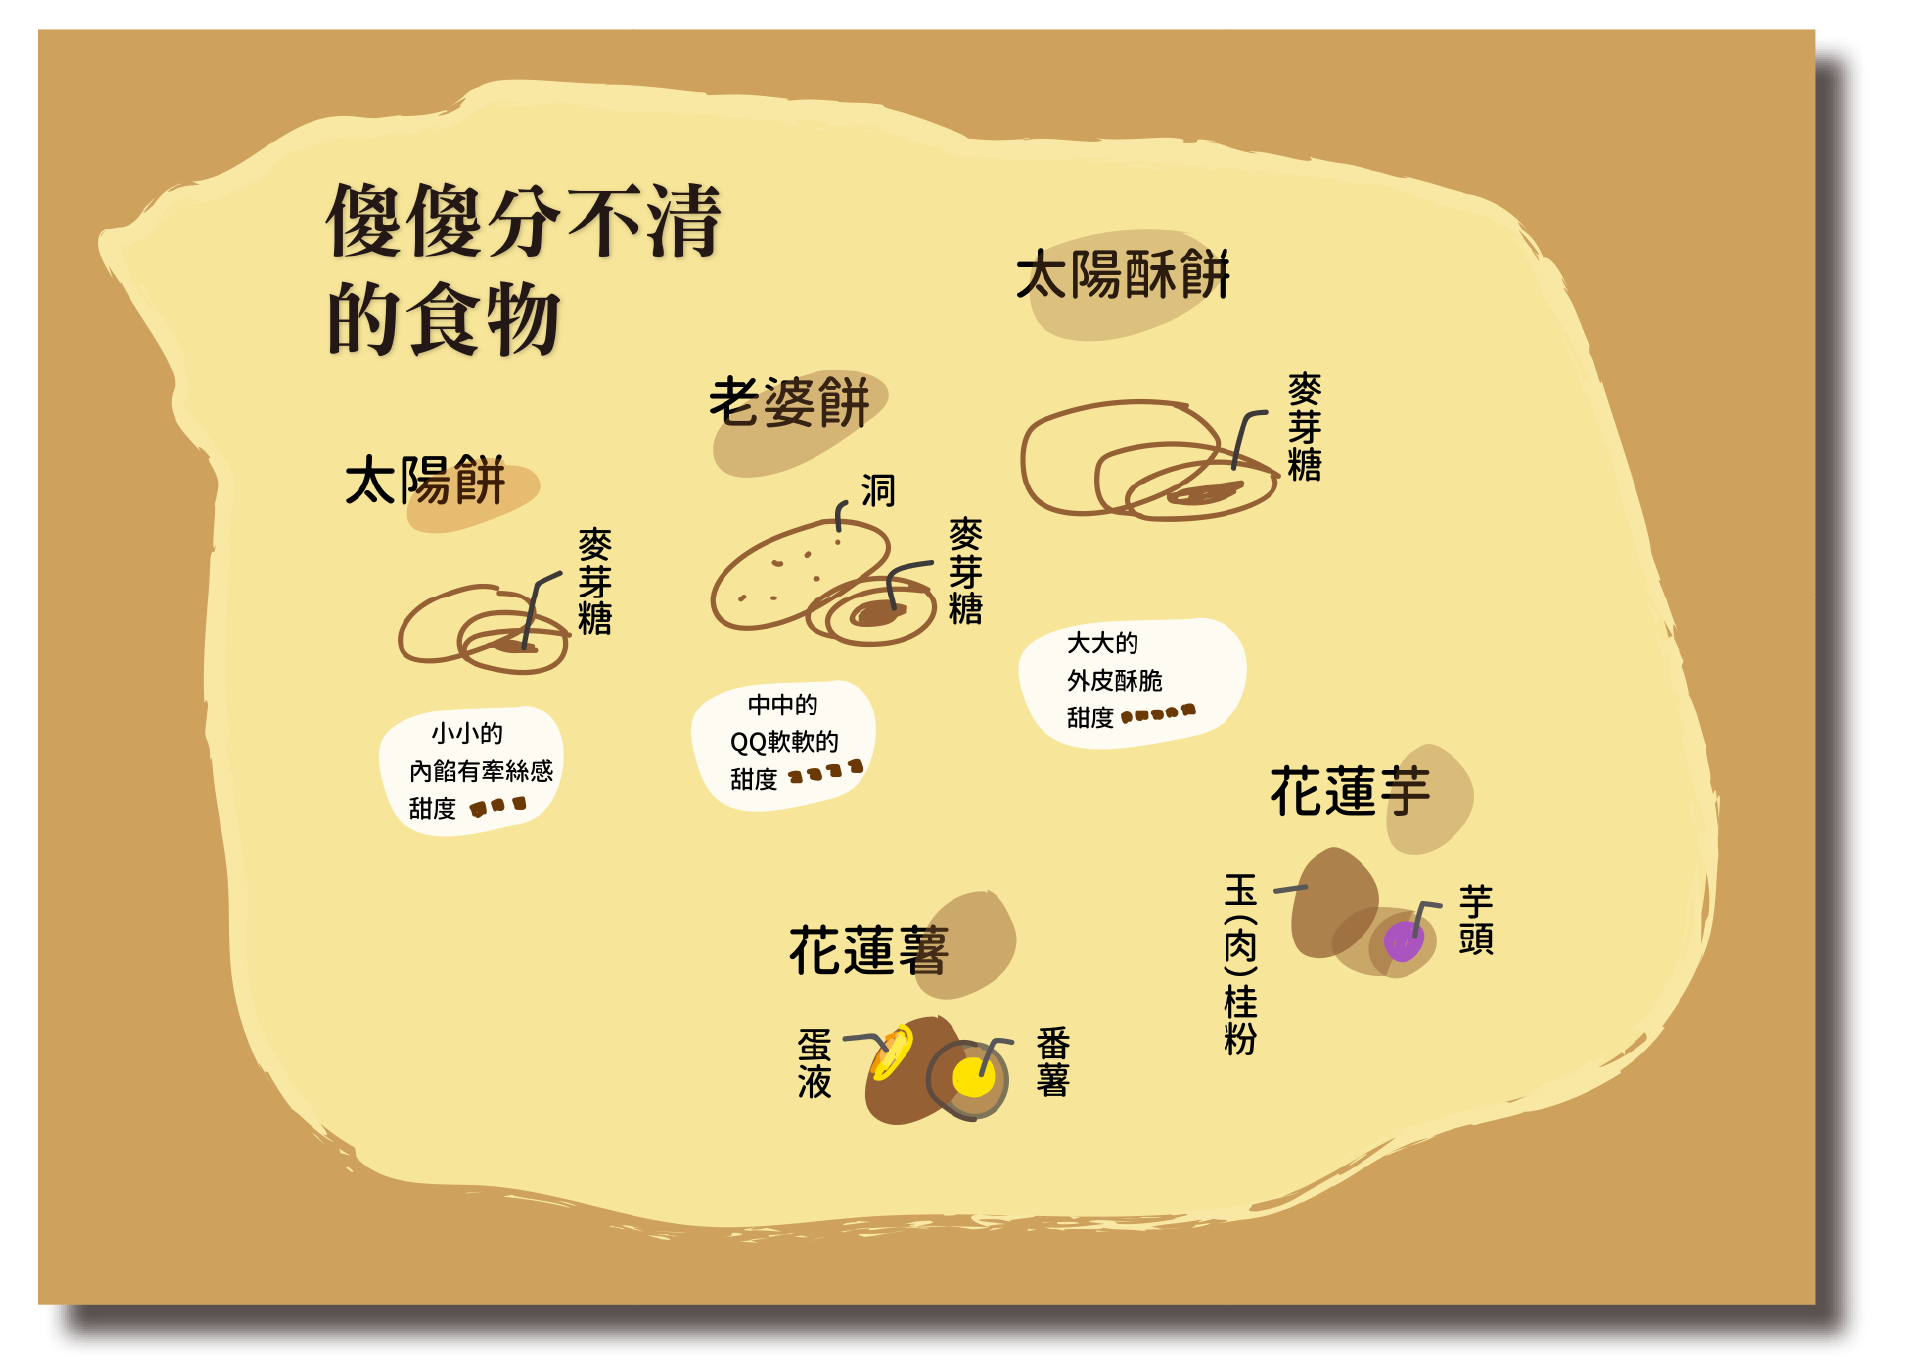 傻傻分不清
的食物
太陽餅
麥芽糖
小小的
內餡有牽絲感
甜度
老婆餅
洞
麥芽糖
中中的
QQ軟軟的
甜度
太陽酥餅
麥芽糖
大大的
外皮酥脆
甜度
花蓮薯
蛋液
番薯
花蓮芋
玉(肉)桂粉
芋頭